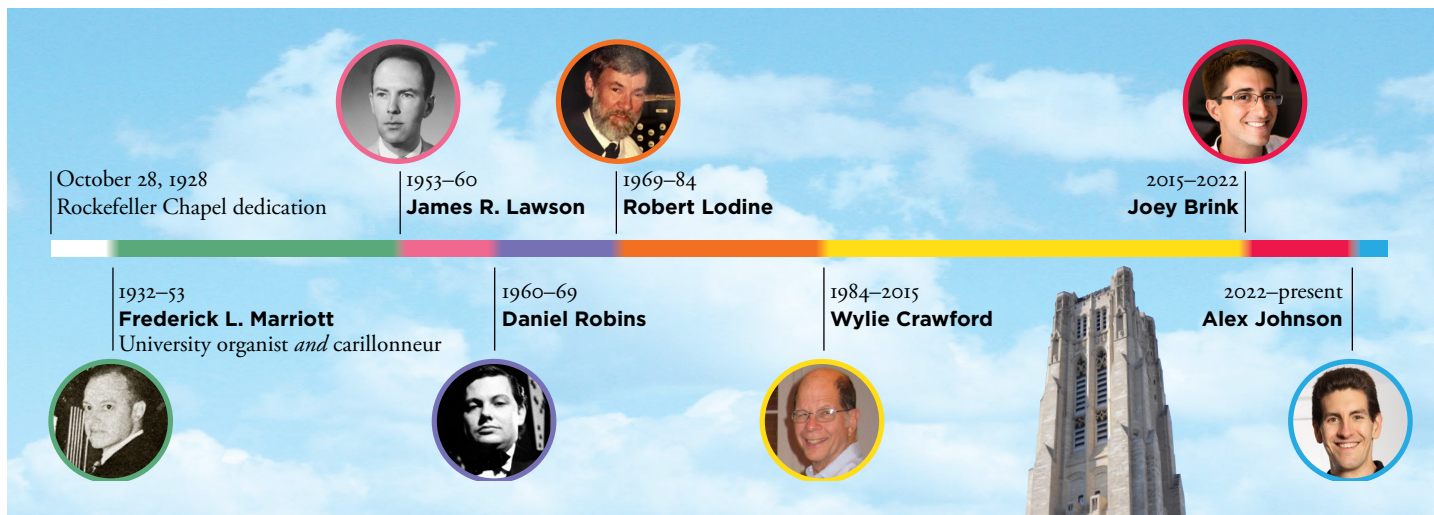 October 28, 1928
Rockefeller Chapel dedication
1932–53
Frederick L. Marriott
University organist and carillonneur
1953–60
James R. Lawson
1960–69
Daniel Robins
1969–84
Robert Lodine
1984–2015
Wylie Crawford
2015–2022
Joey Brink
2022–present
Alex Johnson